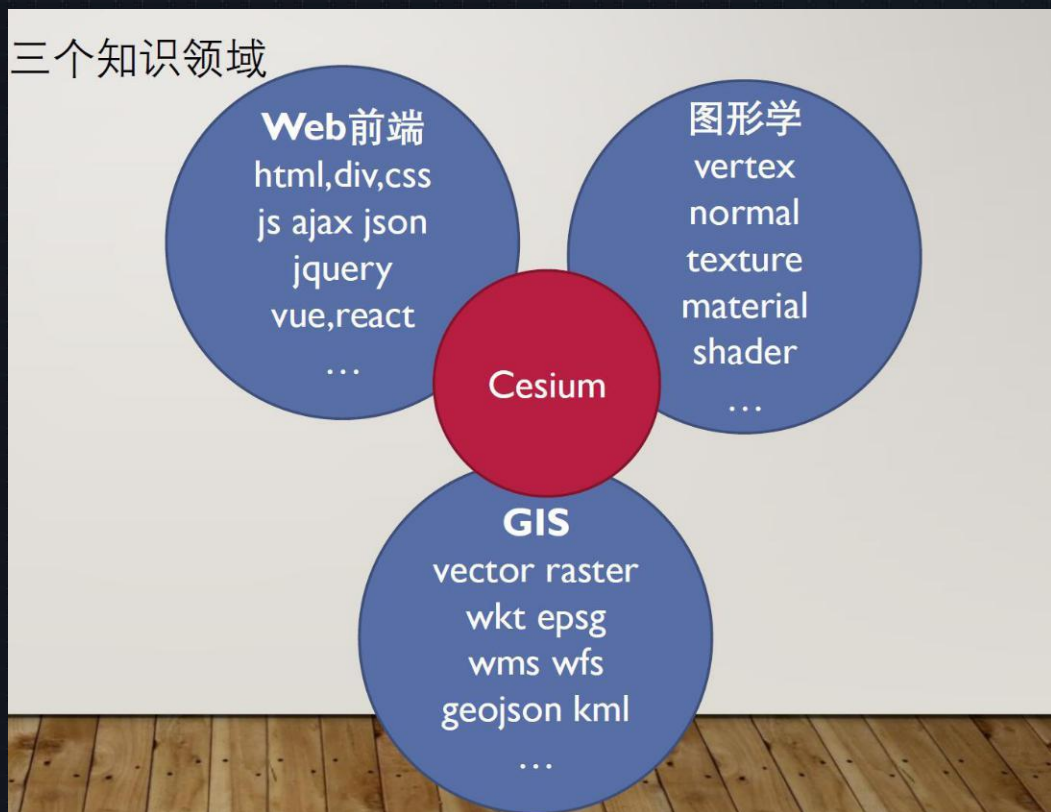 三个知识领域
Web前端
html,div,css
js ajax json
jquery
vue,react
…
图形学
vertex
normal
texture
material
shader
…
Cesium
GIS
vector raster
wkt epsg
wms wfs
geojson kml
…